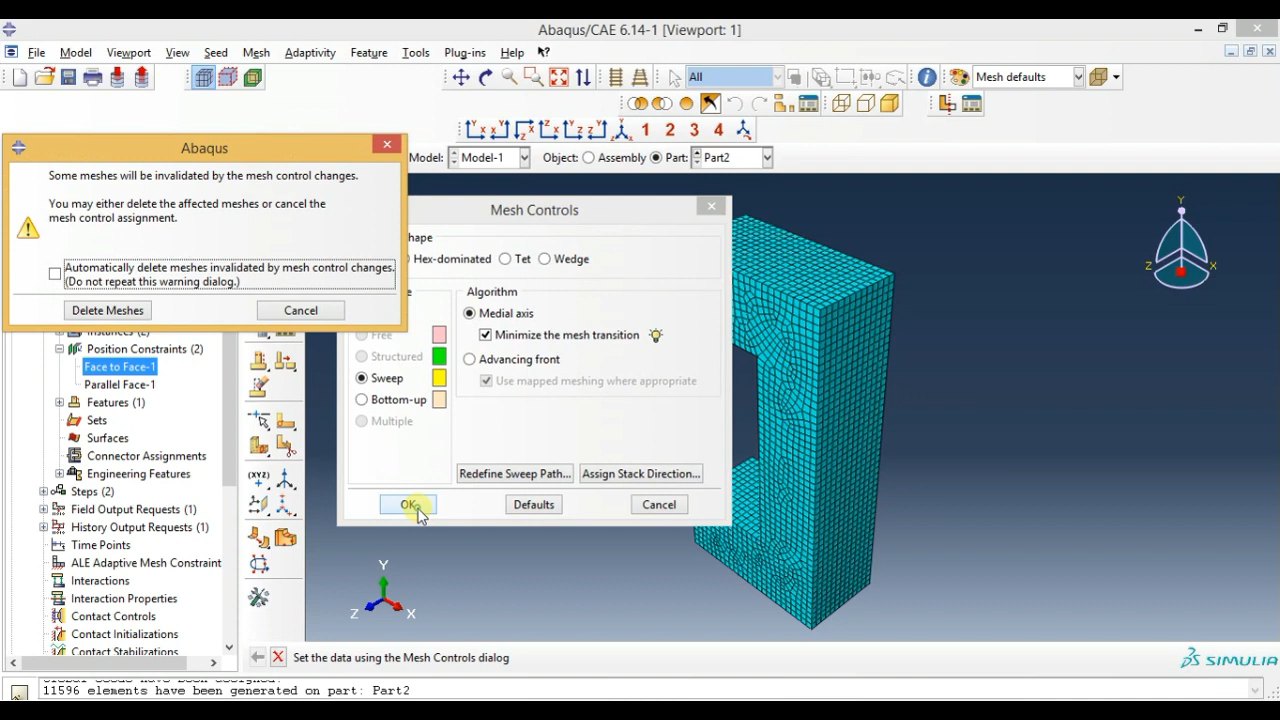 Abaqus/CAE 6.14-1 [Viewport: 1]
File Model Viewport View Seed Mesh Adaptivity Feature Tools Plug-ins Help
All
Mesh defaults
1 2 3 4
Model: Model-1 Object: Assembly Part: Part2
Abaqus
Some meshes will be invalidated by the mesh control changes.
You may either delete the affected meshes or cancel the
mesh control assignment.
Automatically delete meshes invalidated by mesh control changes.
(Do not repeat this warning dialog.)
Delete Meshes Cancel
Mesh Controls
hape
Hex-dominated Tet Wedge
Algorithm
Free
Structured
Sweep
Bottom-up
Multiple
Medial axis
Minimize the mesh transition
Advancing front
Use mapped meshing where appropriate
Redefine Sweep Path... Assign Stack Direction...
OK Defaults Cancel
Position Constraints (2)
Face to Face-1
Parallel Face-1
Features (1)
Sets
Surfaces
Connector Assignments
Engineering Features
Steps (2)
Field Output Requests (1)
History Output Requests (1)
Time Points
ALE Adaptive Mesh Constraint
Interactions
Interaction Properties
Contact Controls
Contact Initializations
Contact Stabilizations
(XYZ)
Y
Z X
Y
Z X
Set the data using the Mesh Controls dialog
SIMULIA
11596 elements have been generated on part: Part2